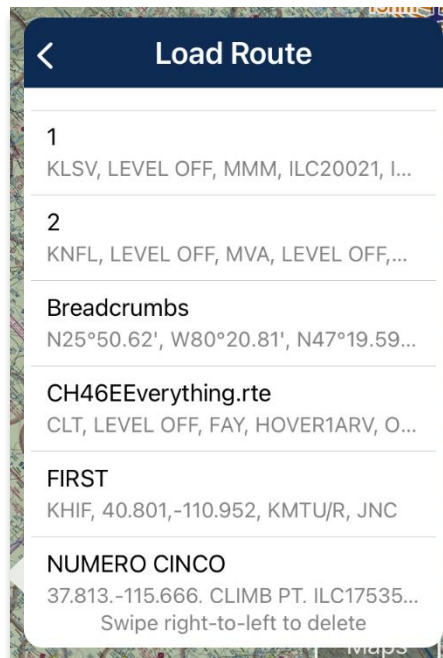 Load Route
1
KLSV, LEVEL OFF, MMM, ILC20021, I...
2
KNFL, LEVEL OFF, MVA, LEVEL OFF,...
Breadcrumbs
N25°50.62', W80°20.81', N47°19.59...
CH46EEverything.rte
CLT, LEVEL OFF, FAY, HOVER1ARV, O...
FIRST
KHIF, 40.801,-110.952, KMTU/R, JNC
NUMERO CINCO
37.813,-115.666, CLIMB PT, ILC17535...
Swipe right-to-left to delete
Maps